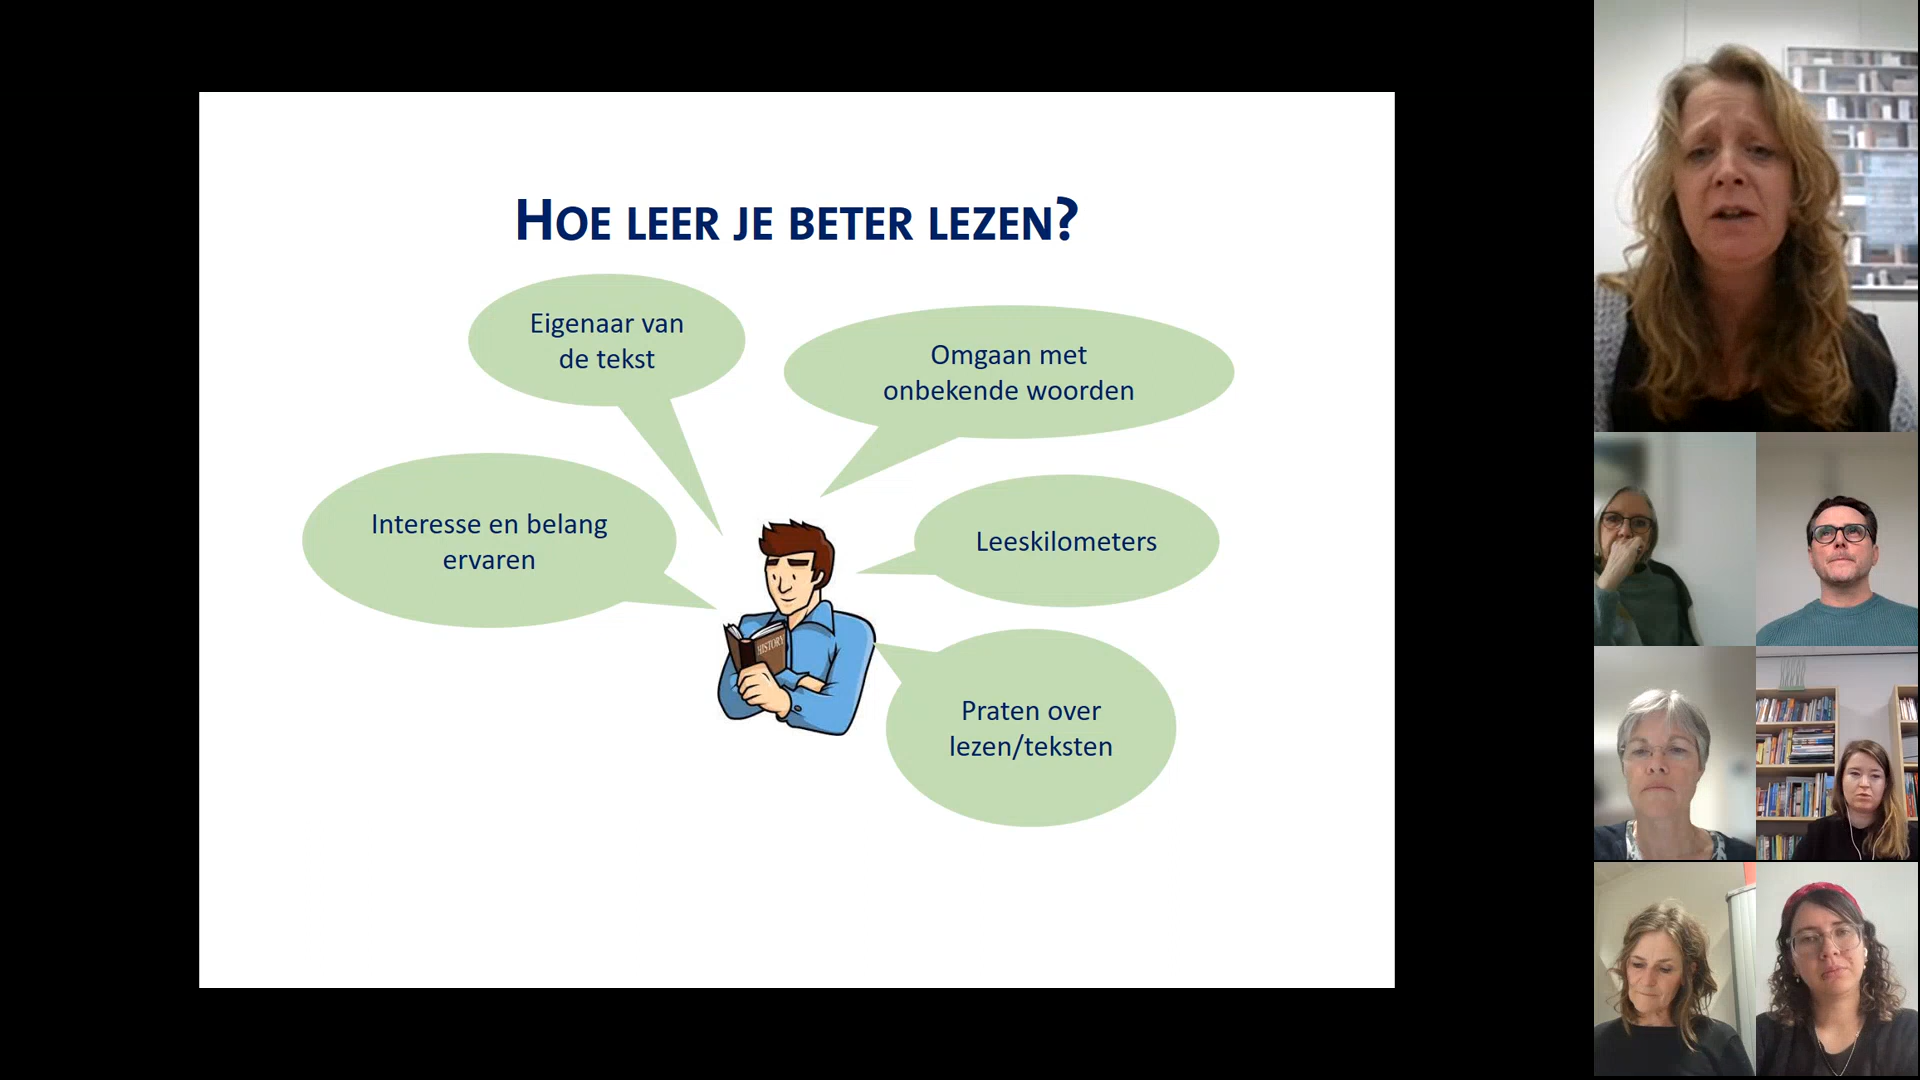 HOE LEER JE BETER LEZEN?
Eigenaar van
de tekst
Omgaan met
onbekende woorden
Interesse en belang
ervaren
Leeskilometers
HISTORY
Praten over
lezen/teksten